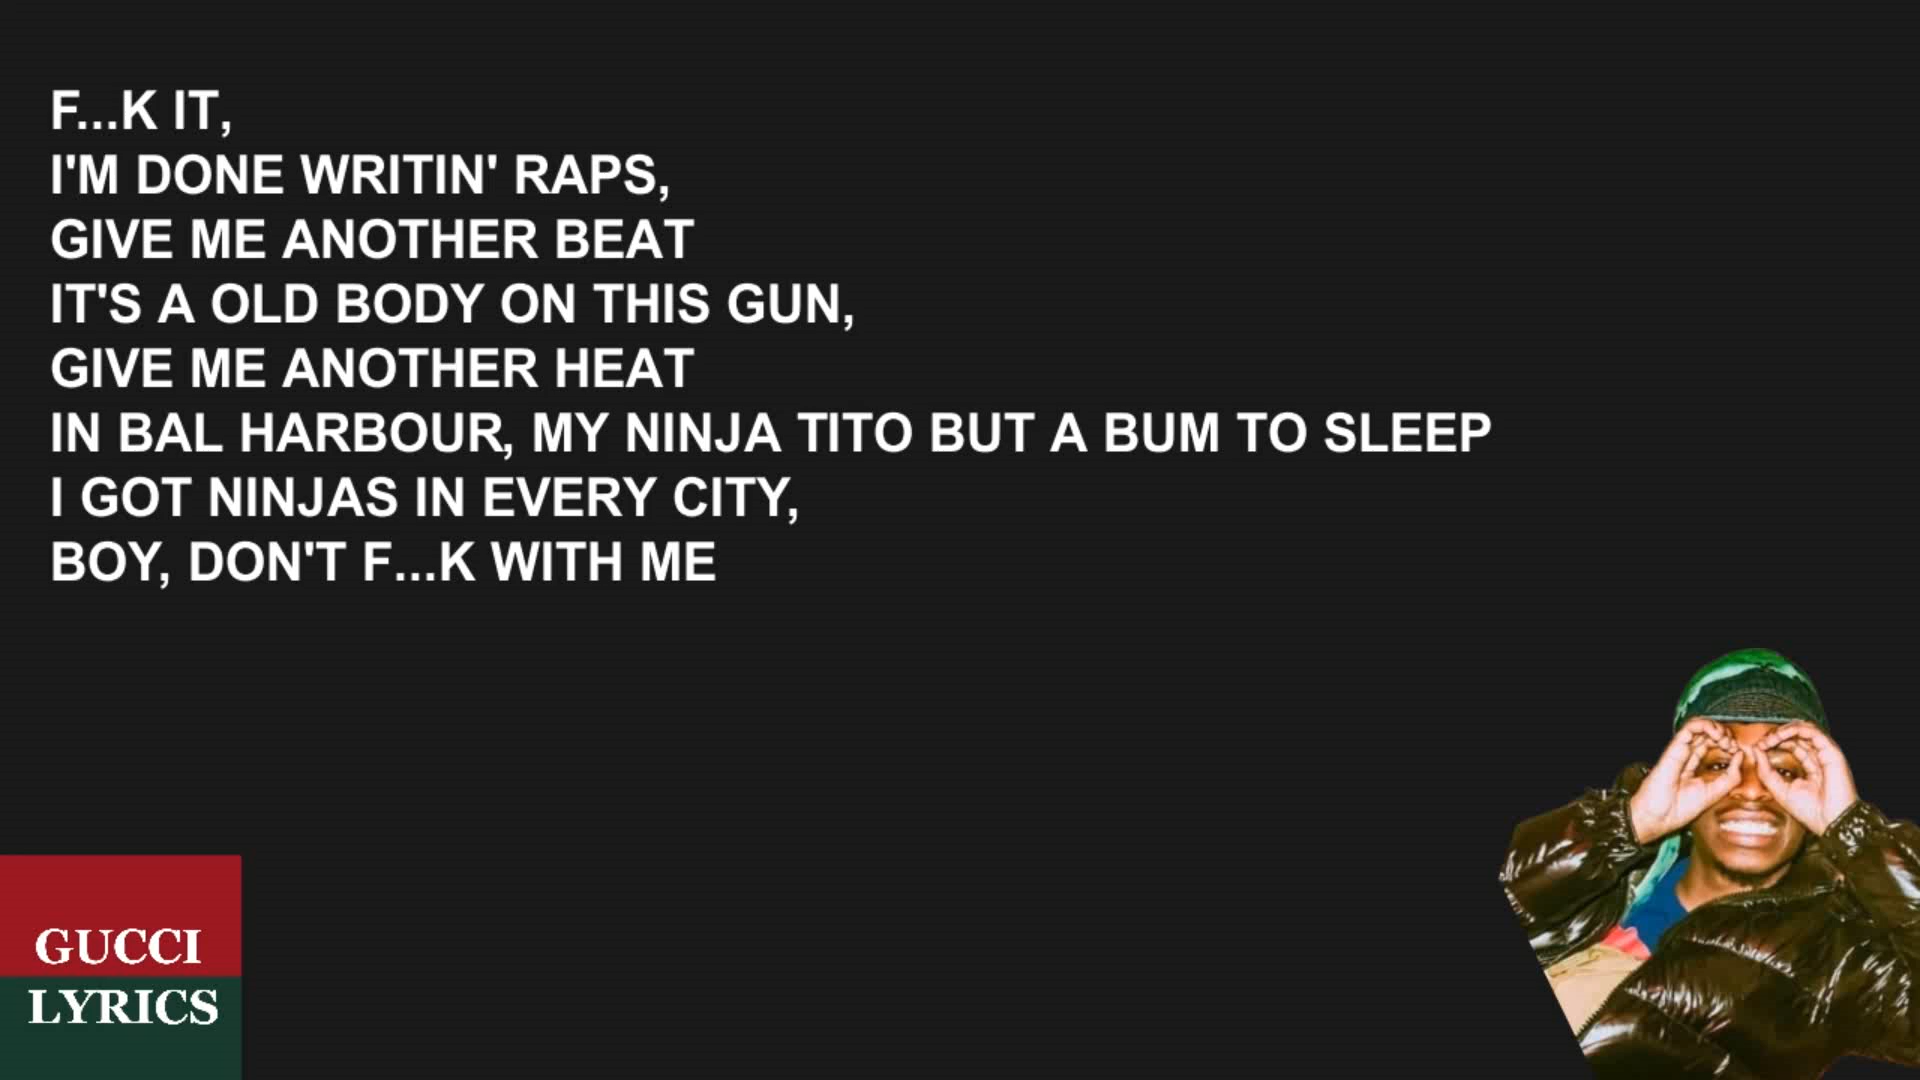 F...K IT,
I'M DONE WRITIN' RAPS,
GIVE ME ANOTHER BEAT
IT'S A OLD BODY ON THIS GUN,
GIVE ME ANOTHER HEAT
IN BAL HARBOUR, MY NINJA TITO BUT A BUM TO SLEEP
I GOT NINJAS IN EVERY CITY,
BOY, DON'T F...K WITH ME
GUCCI
LYRICS